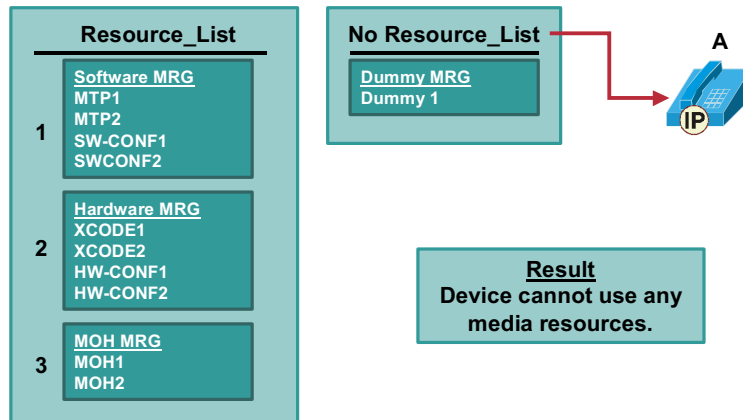 Resource_List
1
Software MRG
MTP1
MTP2
SW-CONF1
SWCONF2
2
Hardware MRG
XCODE1
XCODE2
HW-CONF1
HW-CONF2
3
MOH MRG
MOH1
MOH2
No Resource_List
Dummy MRG
Dummy 1
A
IP
Result
Device cannot use any
media resources.